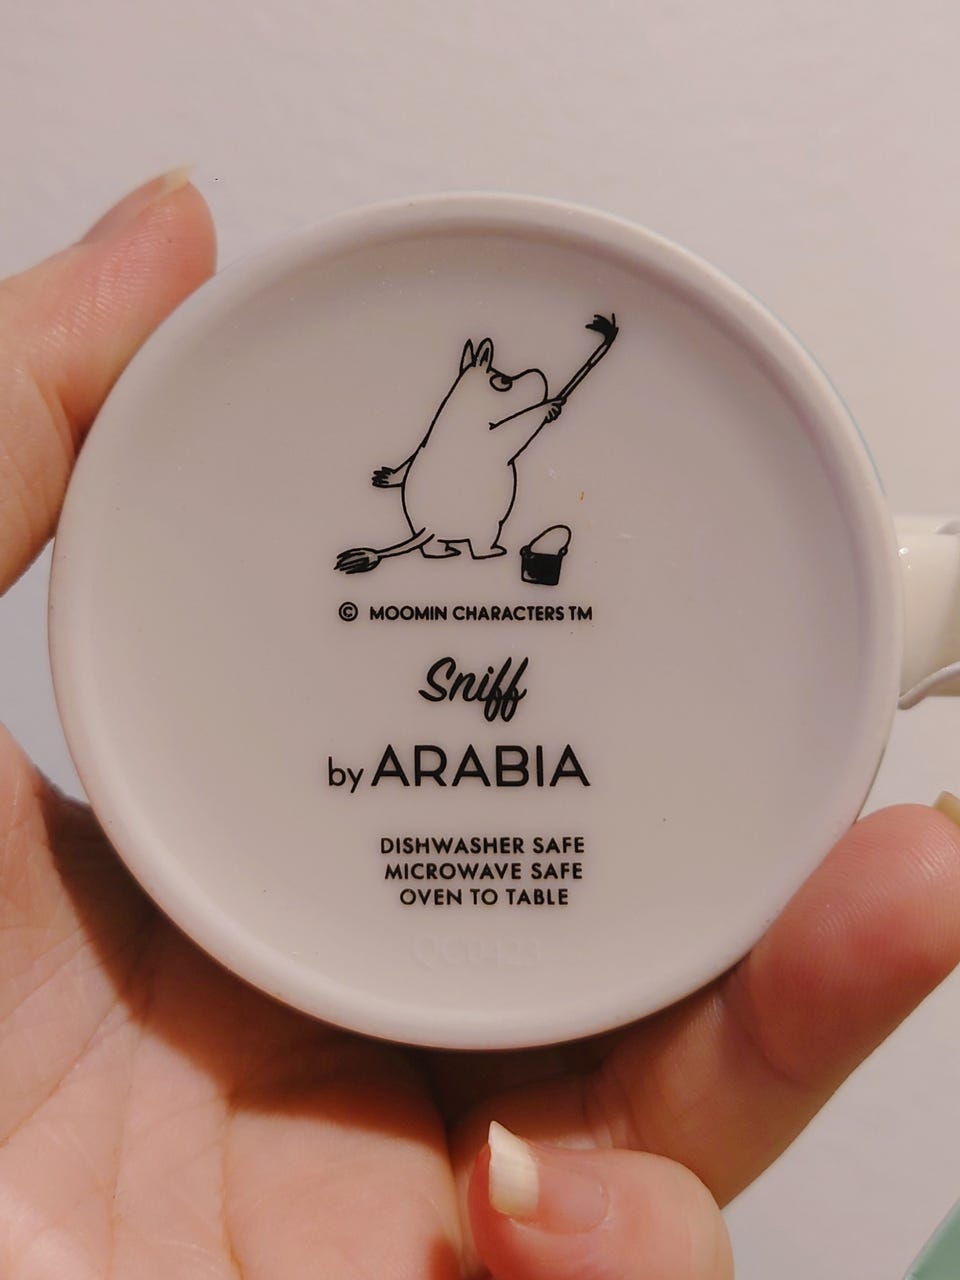 © MOOMIN CHARACTERS TM
Sniff
by ARABIA
DISHWASHER SAFE
MICROWAVE SAFE
OVEN TO TABLE